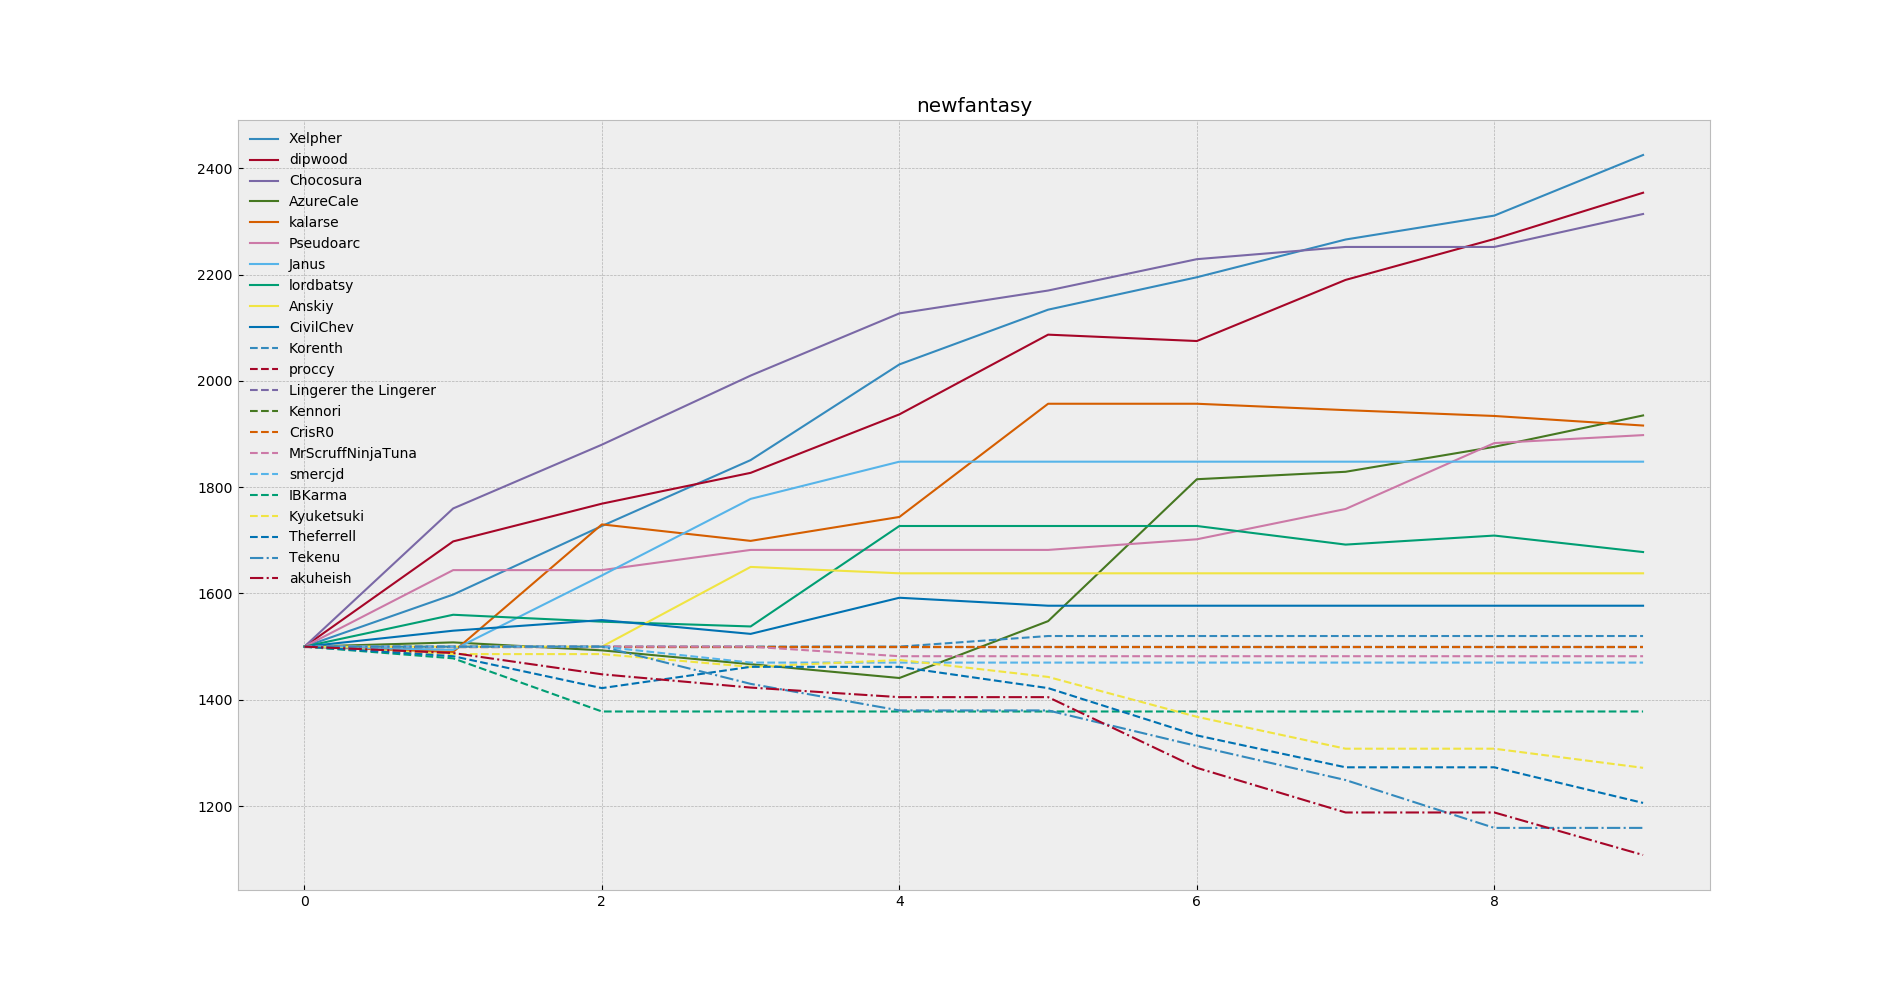 newfantasy
Xelpher
dipwood
Chocosura
AzureCale
kalarse
Pseudoarc
Janus
lordbatsy
Anskiy
CivilChev
Korenth
proccy
Lingerer the Lingerer
Kennori
CrisR0
MrScruffNinjaTuna
smercjd
IBKarma
Kyuketsuki
Theferrell
Tekenu
akuheish
2400
2200
2000
1800
1600
1400
1200
0 2 4 6 8